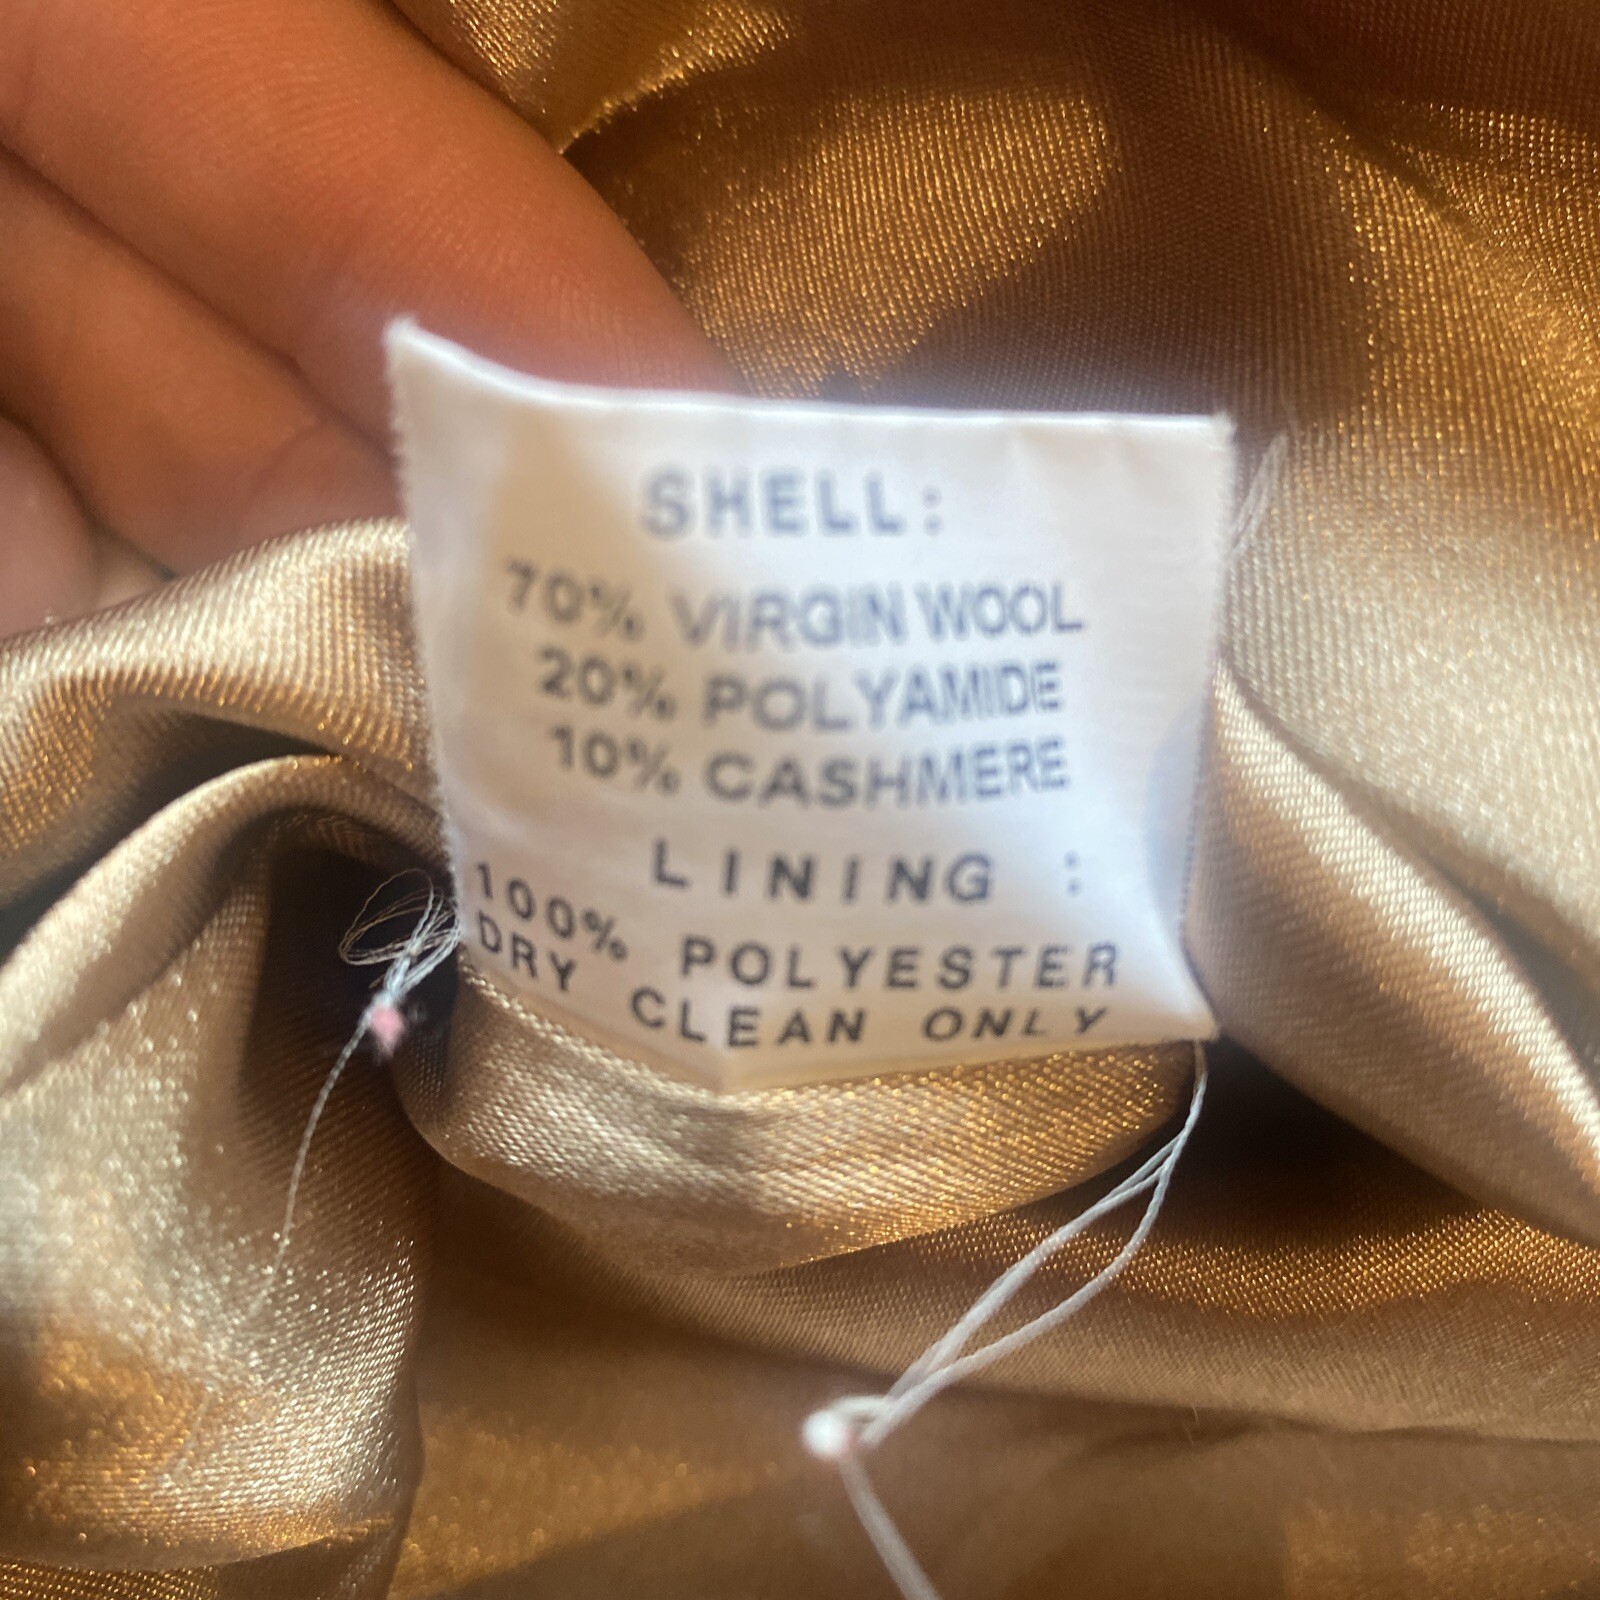 SHELL:
70% VIRGIN WOOL
20% POLYAMIDE
10% CASHMERE
LINING :
100% POLYESTER
DRY CLEAN ONLY